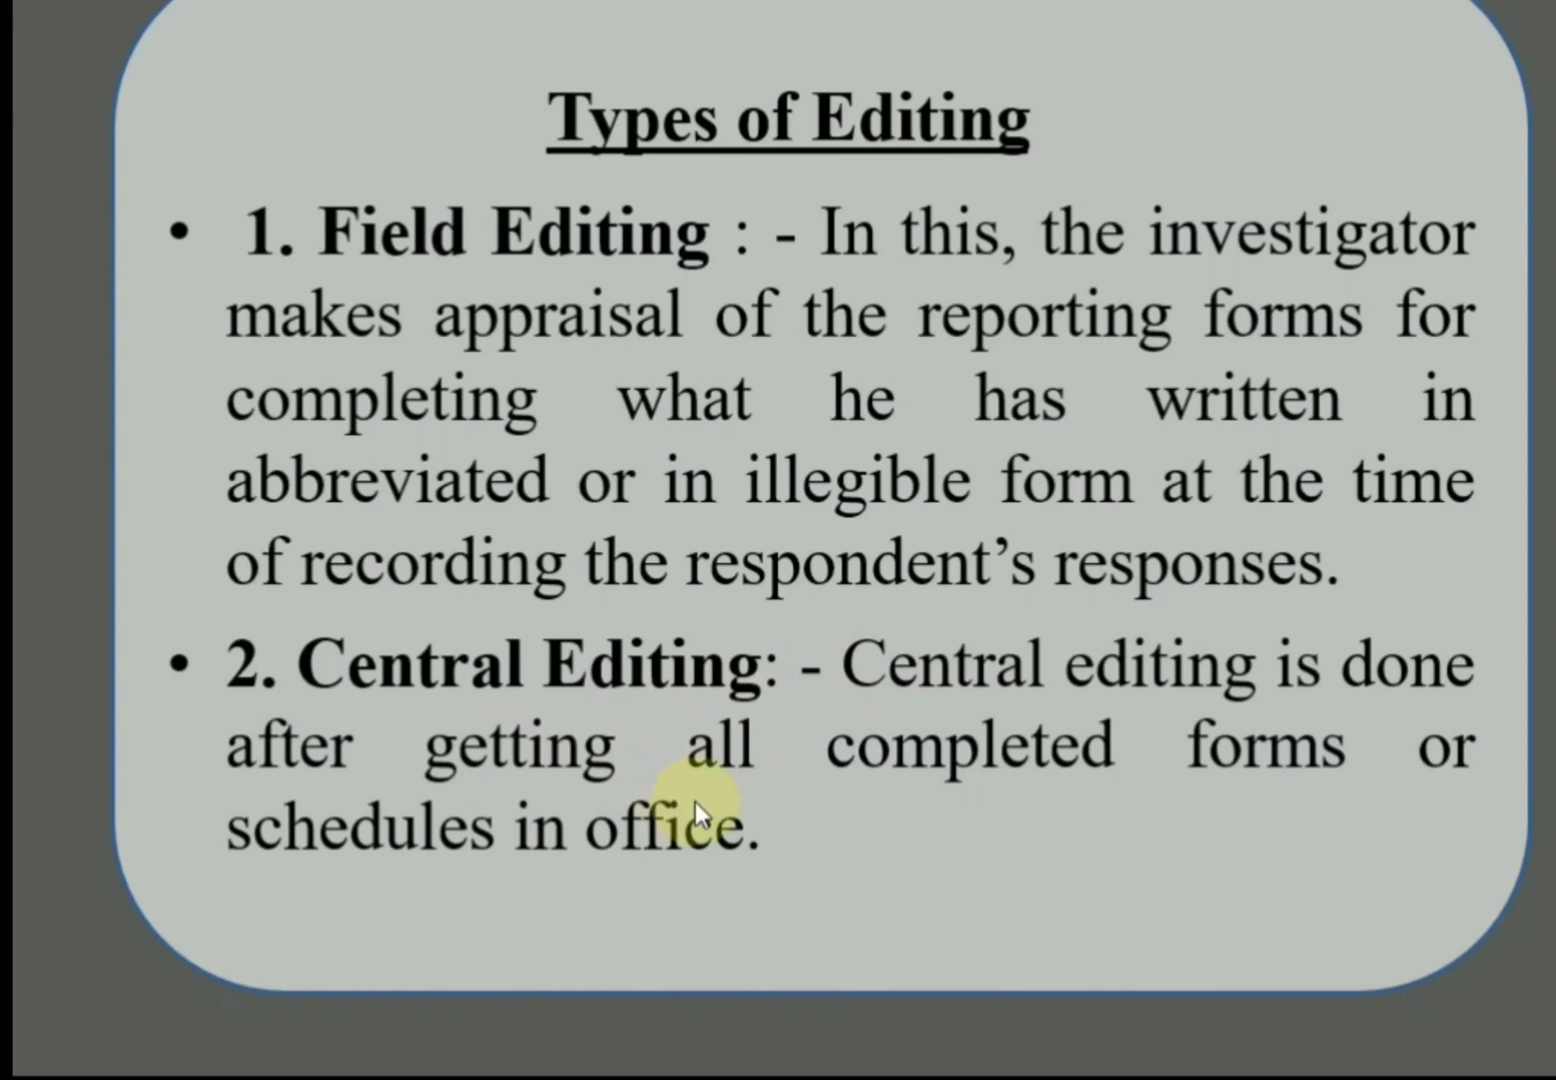 Types of Editing
• 1. Field Editing : - In this, the investigator
makes appraisal of the reporting forms for
completing what he has written in
abbreviated or in illegible form at the time
of recording the respondent’s responses.
• 2. Central Editing: - Central editing is done
after getting all completed forms or
schedules in office.